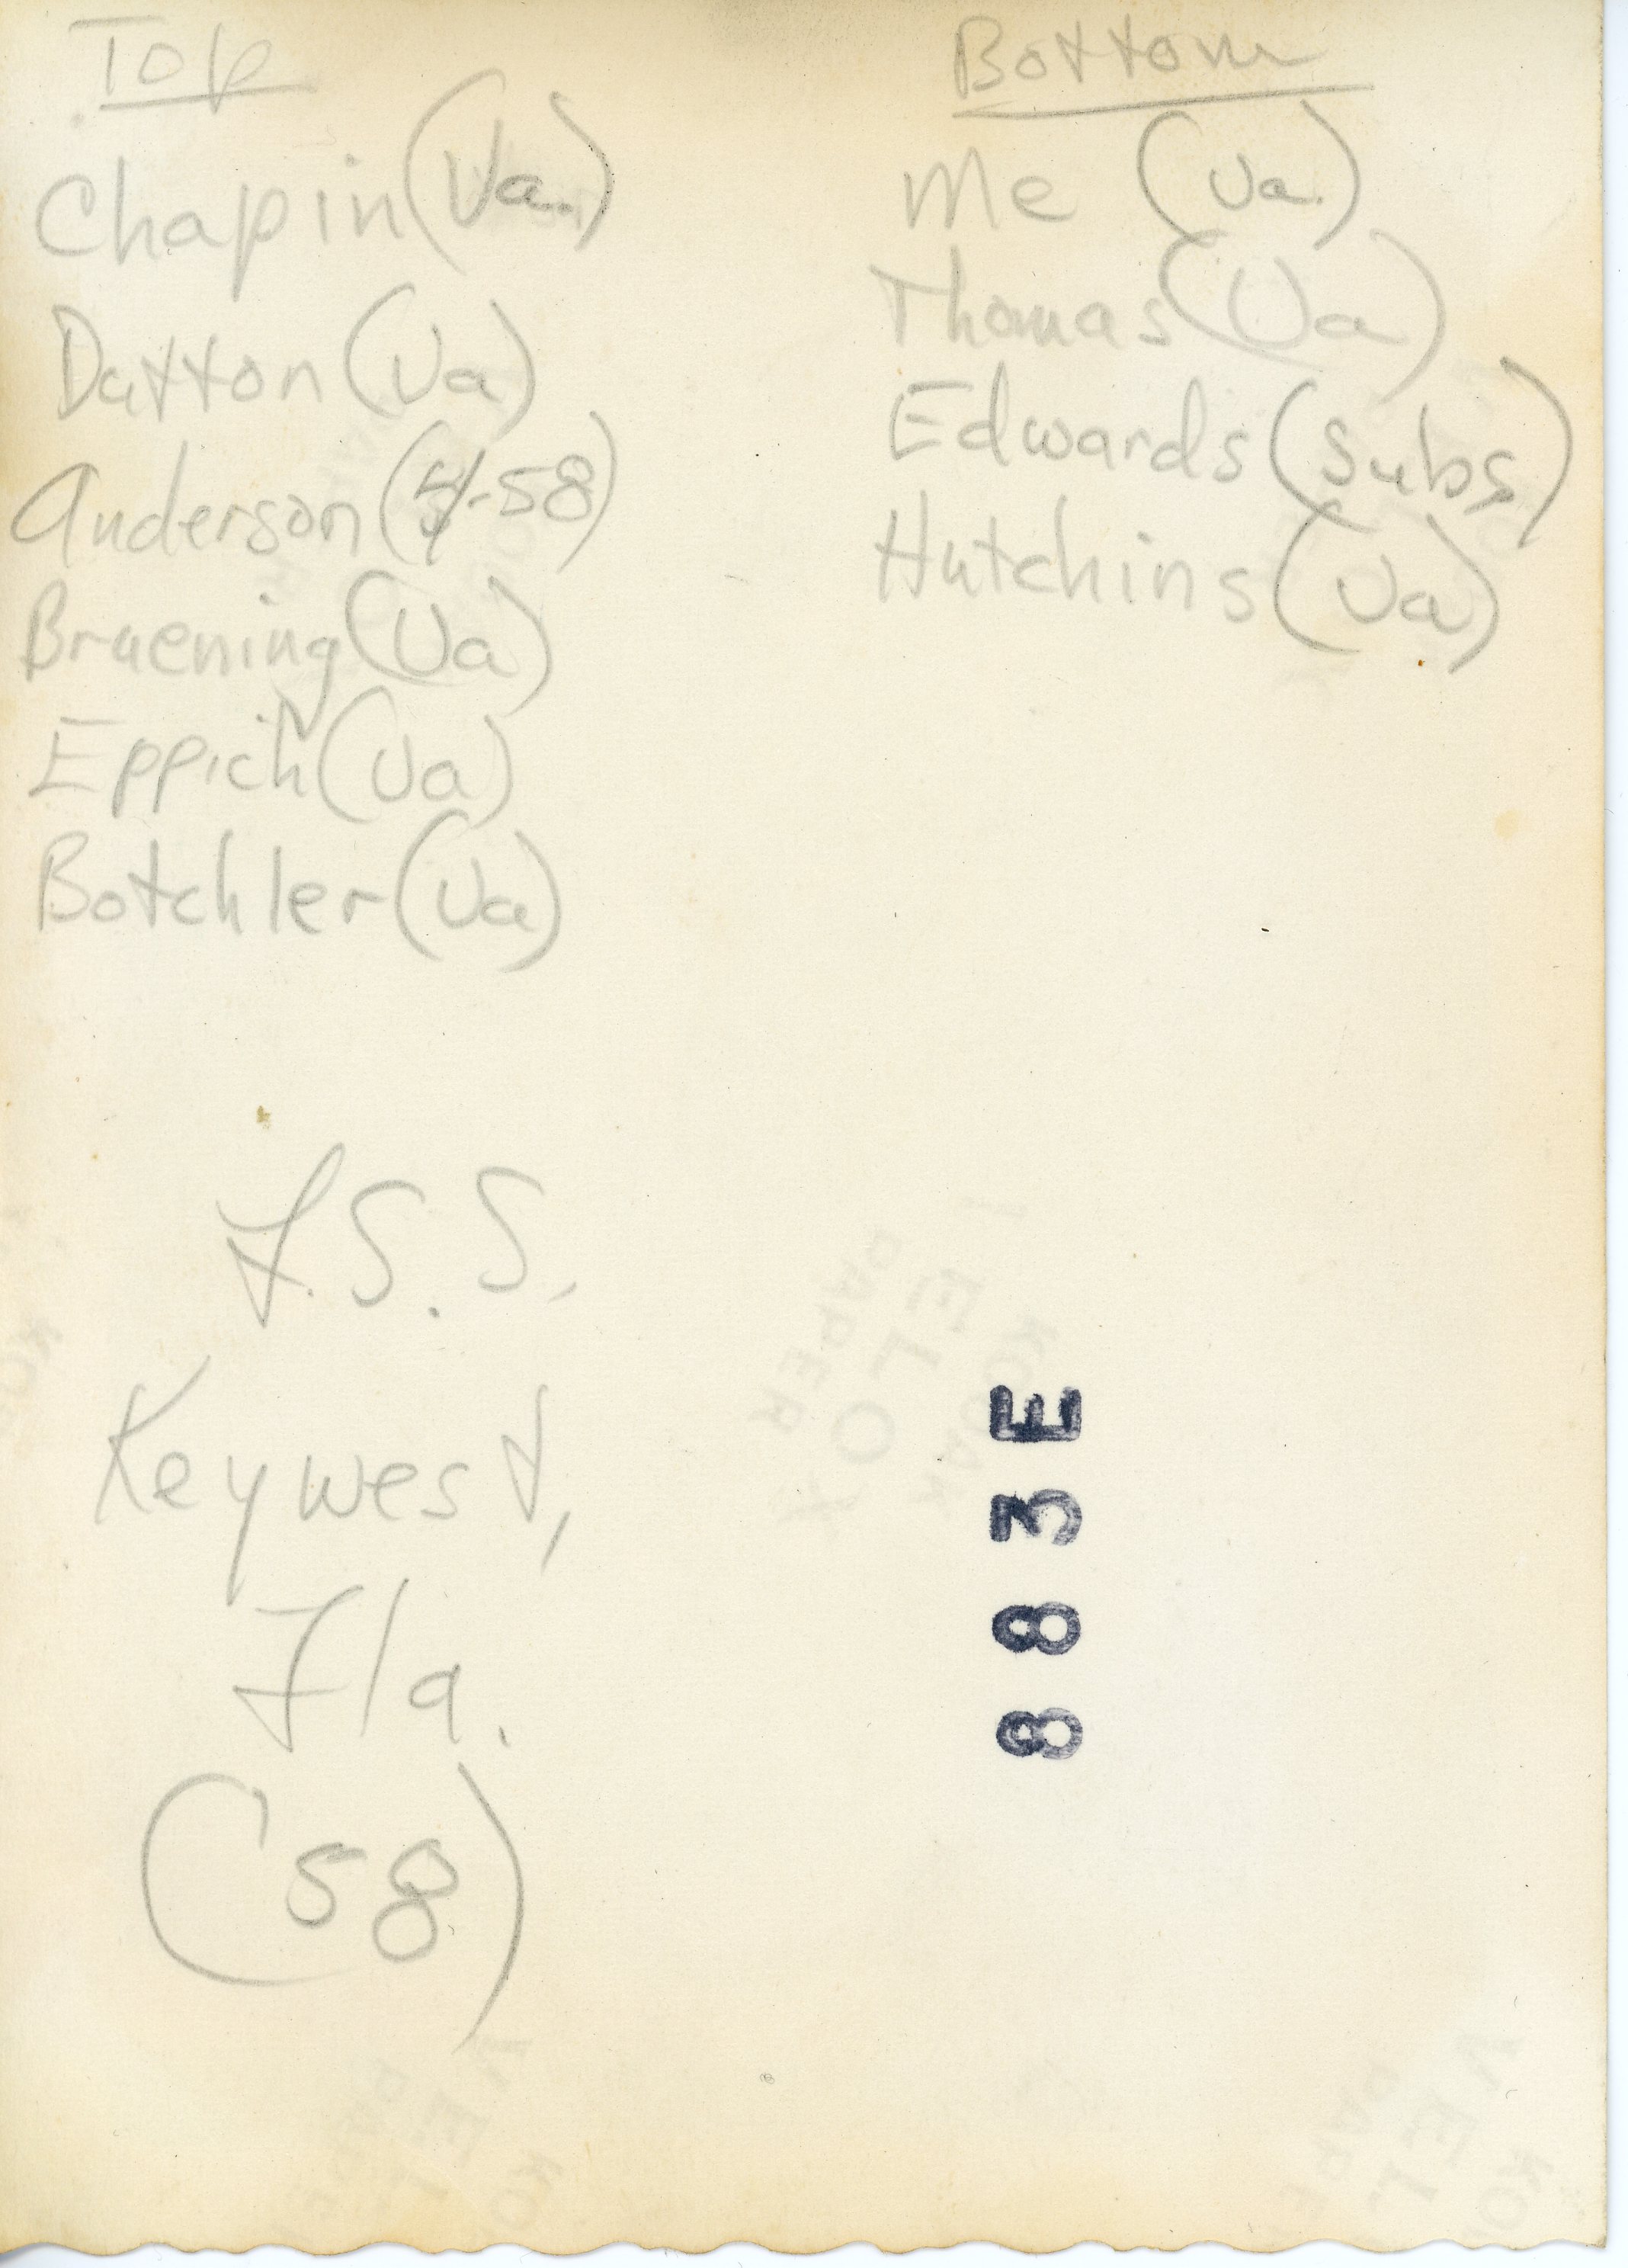 Top
Chapin (Va.)
Datton (Va)
Anderson (4-58)
Bruening (Va)
Eppich (Va)
Botchler (Va)
Bottom
Me (Va.)
Thomas (Va)
Edwards (Subs)
Hutchins (Va)
F.S.S,
Keywest,
Fla.
('58)
883E
KODAK
VELOX
PAPER